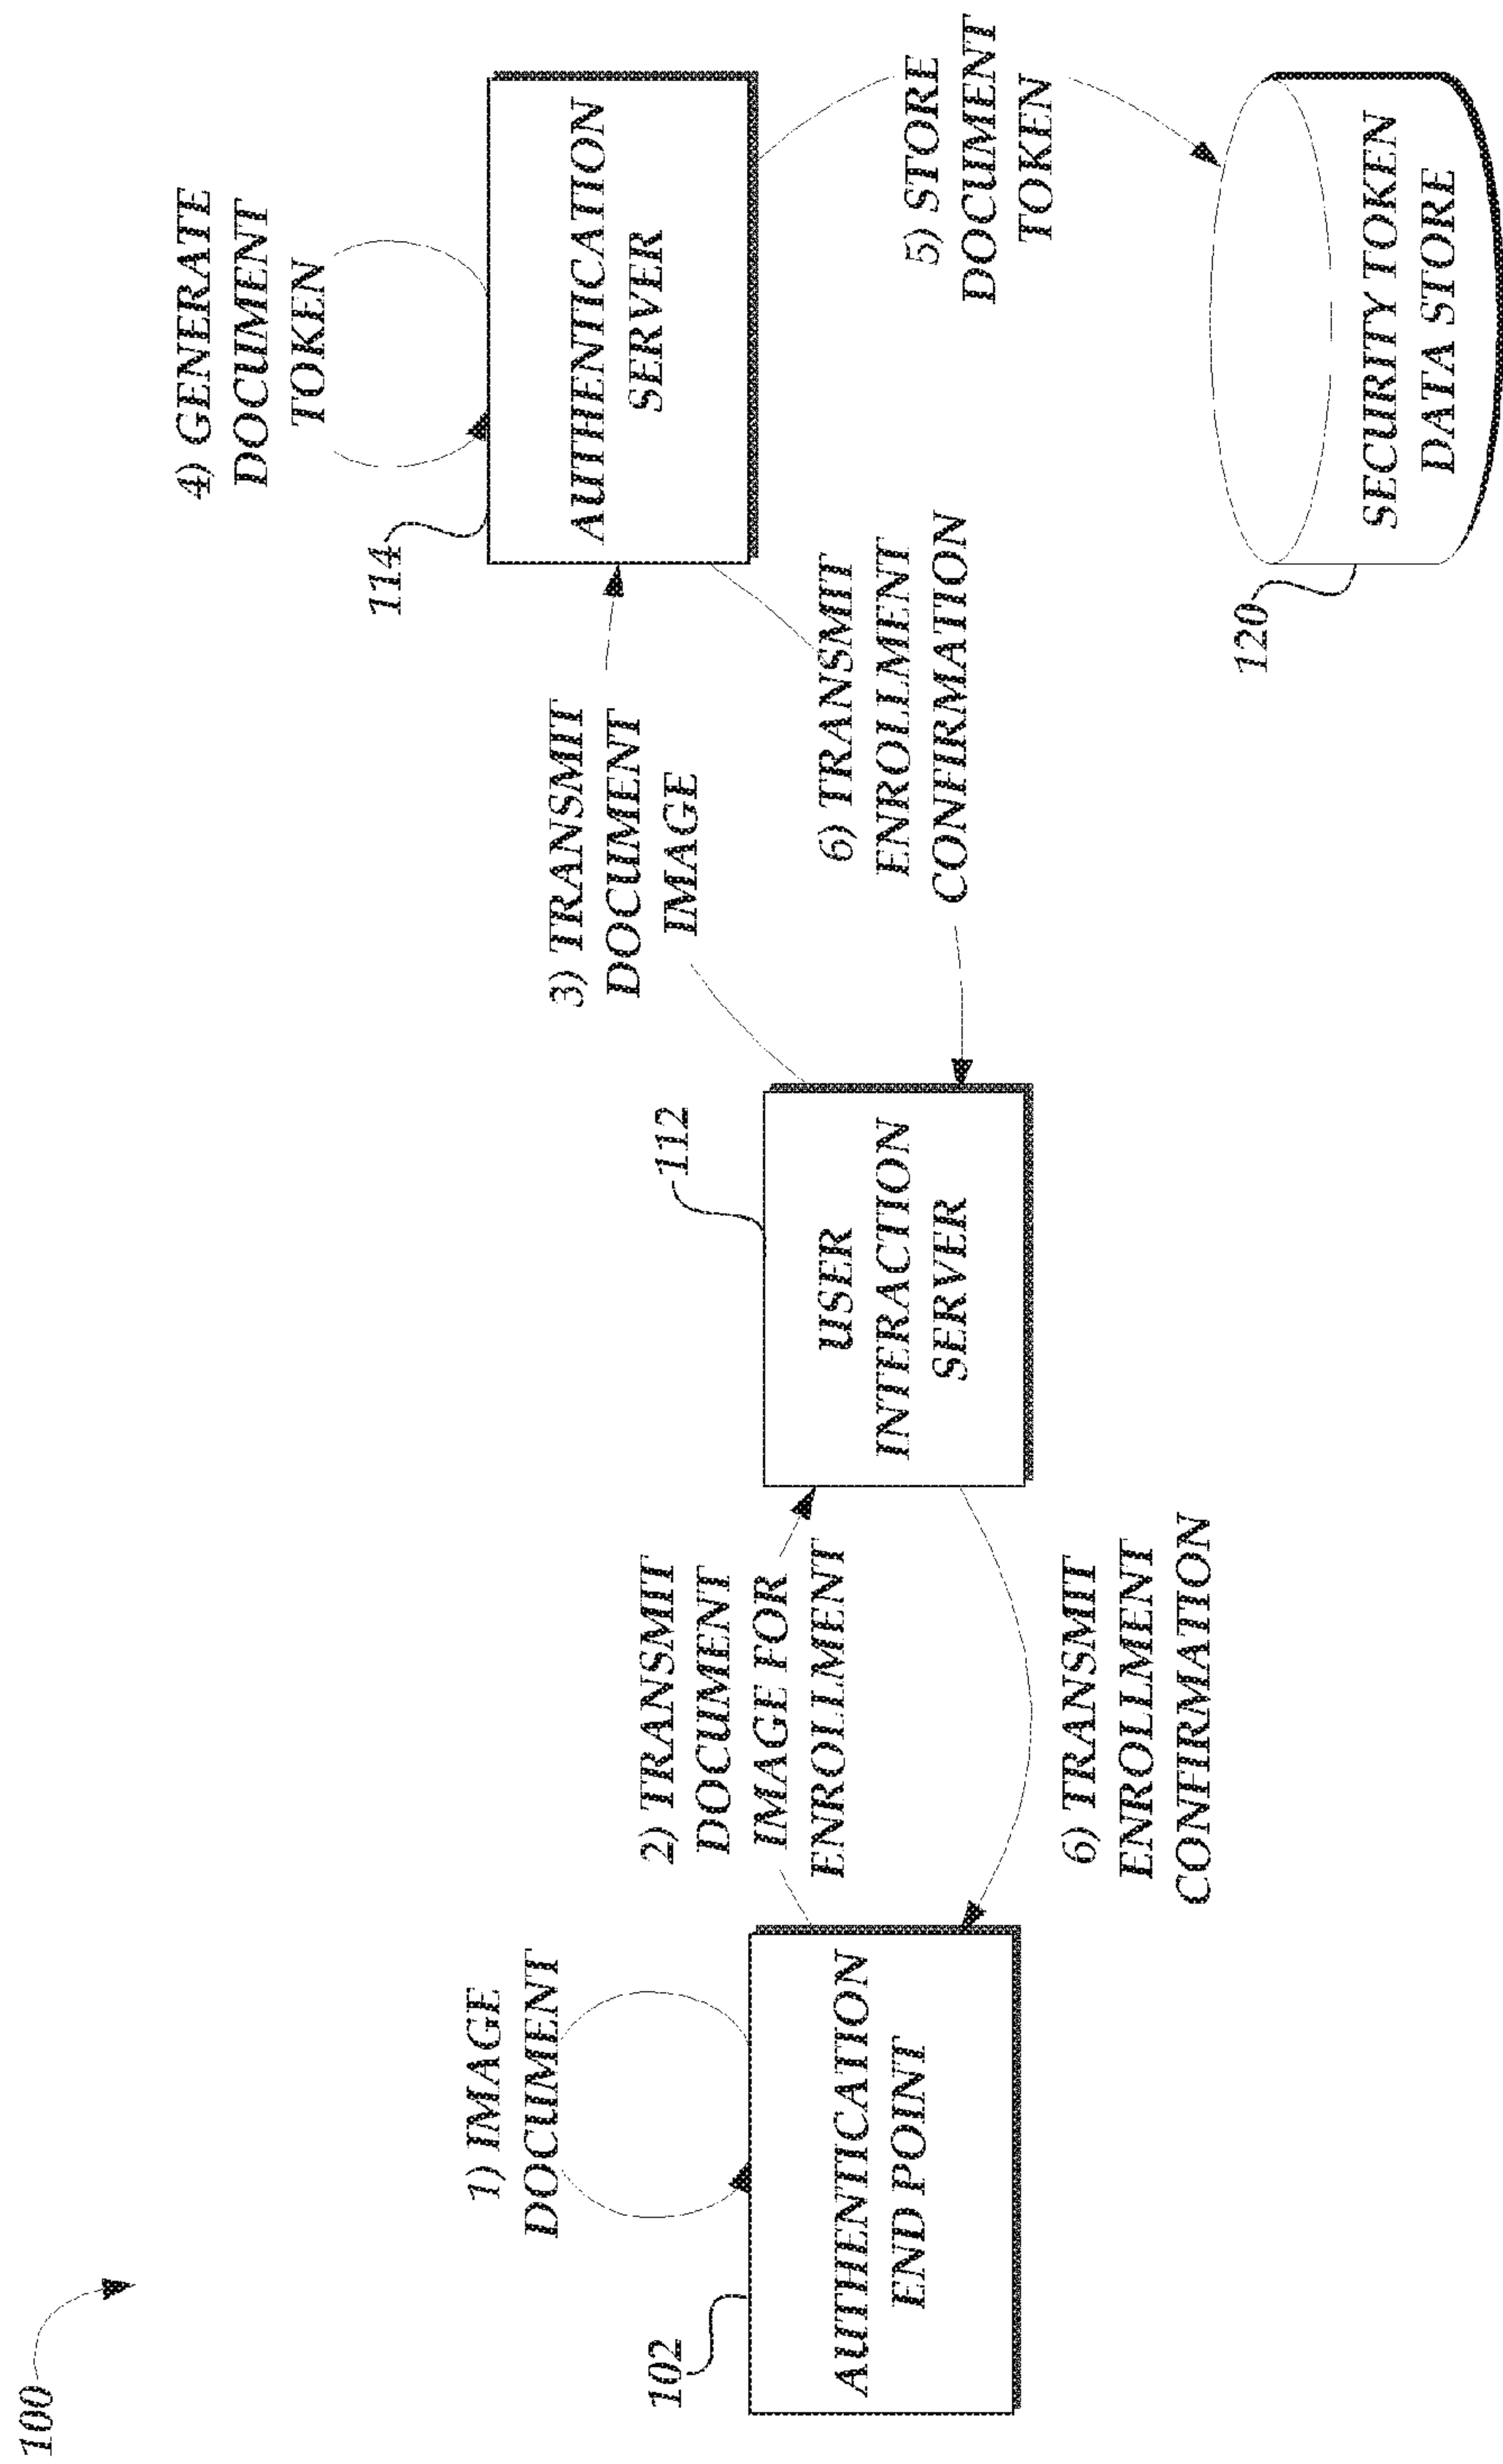 100
1) IMAGE
DOCUMENT
102
AUTHENTICATION
END POINT
2) TRANSMIT
DOCUMENT
IMAGE FOR
ENROLLMENT
6) TRANSMIT
ENROLLMENT
CONFIRMATION
112
USER
INTERACTION
SERVER
3) TRANSMIT
DOCUMENT
IMAGE
6) TRANSMIT
ENROLLMENT
CONFIRMATION
4) GENERATE
DOCUMENT
TOKEN
114
AUTHENTICATION
SERVER
5) STORE
DOCUMENT
TOKEN
120
SECURITY TOKEN
DATA STORE